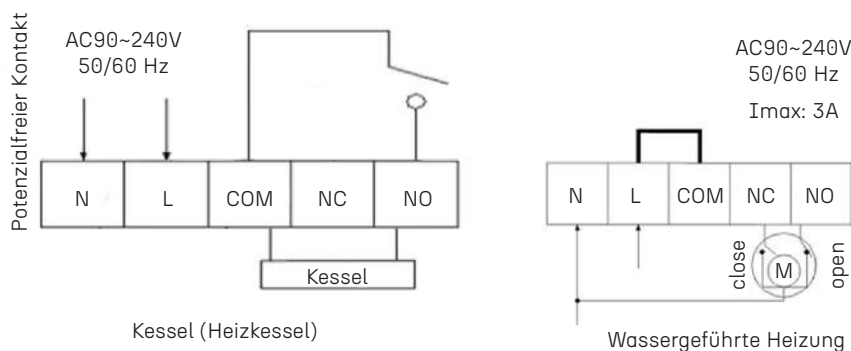 Potenzialfreier Kontakt
AC90~240V
50/60 Hz
N L COM NC NO
Kessel
Kessel (Heizkessel)
AC90~240V
50/60 Hz
Imax: 3A
N L COM NC NO
close M open
Wassergeführte Heizung